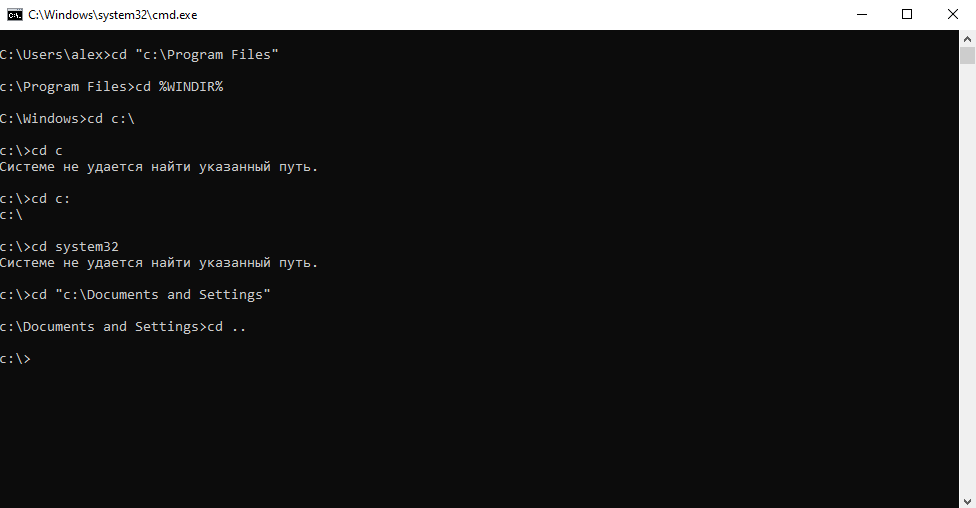 C:\Windows\system32\cmd.exe
C:\Users\alex>cd "c:\Program Files"
c:\Program Files>cd %WINDIR%
C:\Windows>cd c:\
c:\>cd c
Системе не удается найти указанный путь.
c:\>cd c:
c:\
c:\>cd system32
Системе не удается найти указанный путь.
c:\>cd "c:\Documents and Settings"
c:\Documents and Settings>cd ..
c:\>